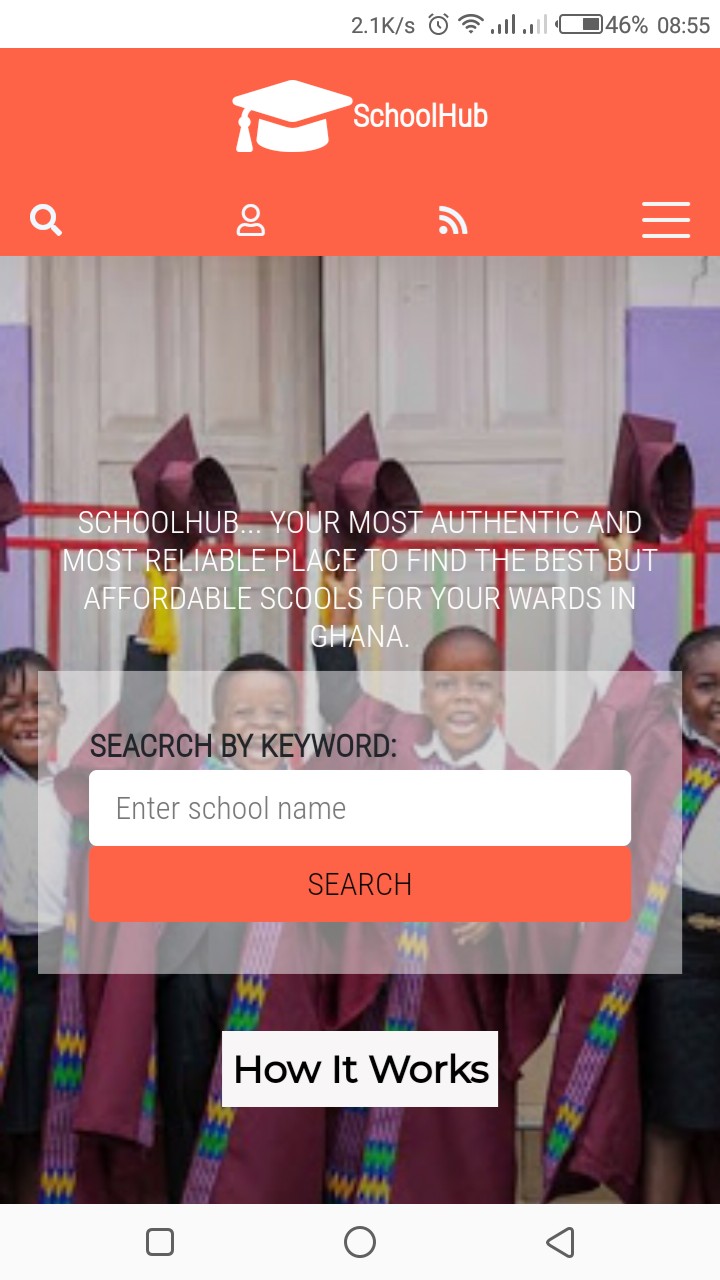 2.1K/s 46% 08:55
SchoolHub
SCHOOLHUB... YOUR MOST AUTHENTIC AND
MOST RELIABLE PLACE TO FIND THE BEST BUT
AFFORDABLE SCOOLS FOR YOUR WARDS IN
GHANA.
SEACRCH BY KEYWORD:
Enter school name
SEARCH
How It Works